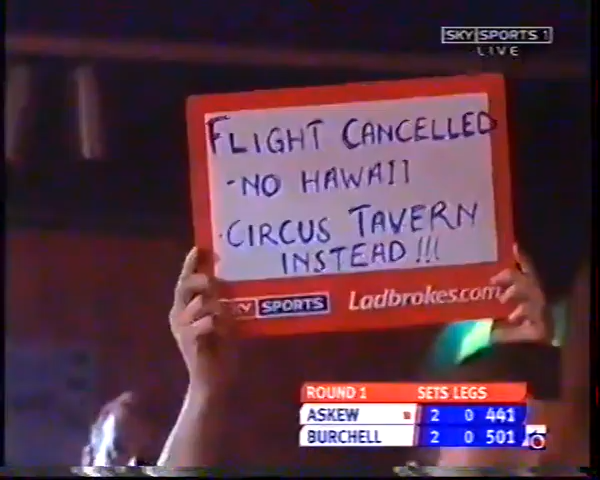 SKY SPORTS 1
LIVE
FLIGHT CANCELLED
-NO HAWAII
·CIRCUS TAVERN
INSTEAD!!!
SKY SPORTS
Ladbrokes.com
ROUND 1 SETS LEGS
ASKEW 2 0 441
BURCHELL 2 0 501
6